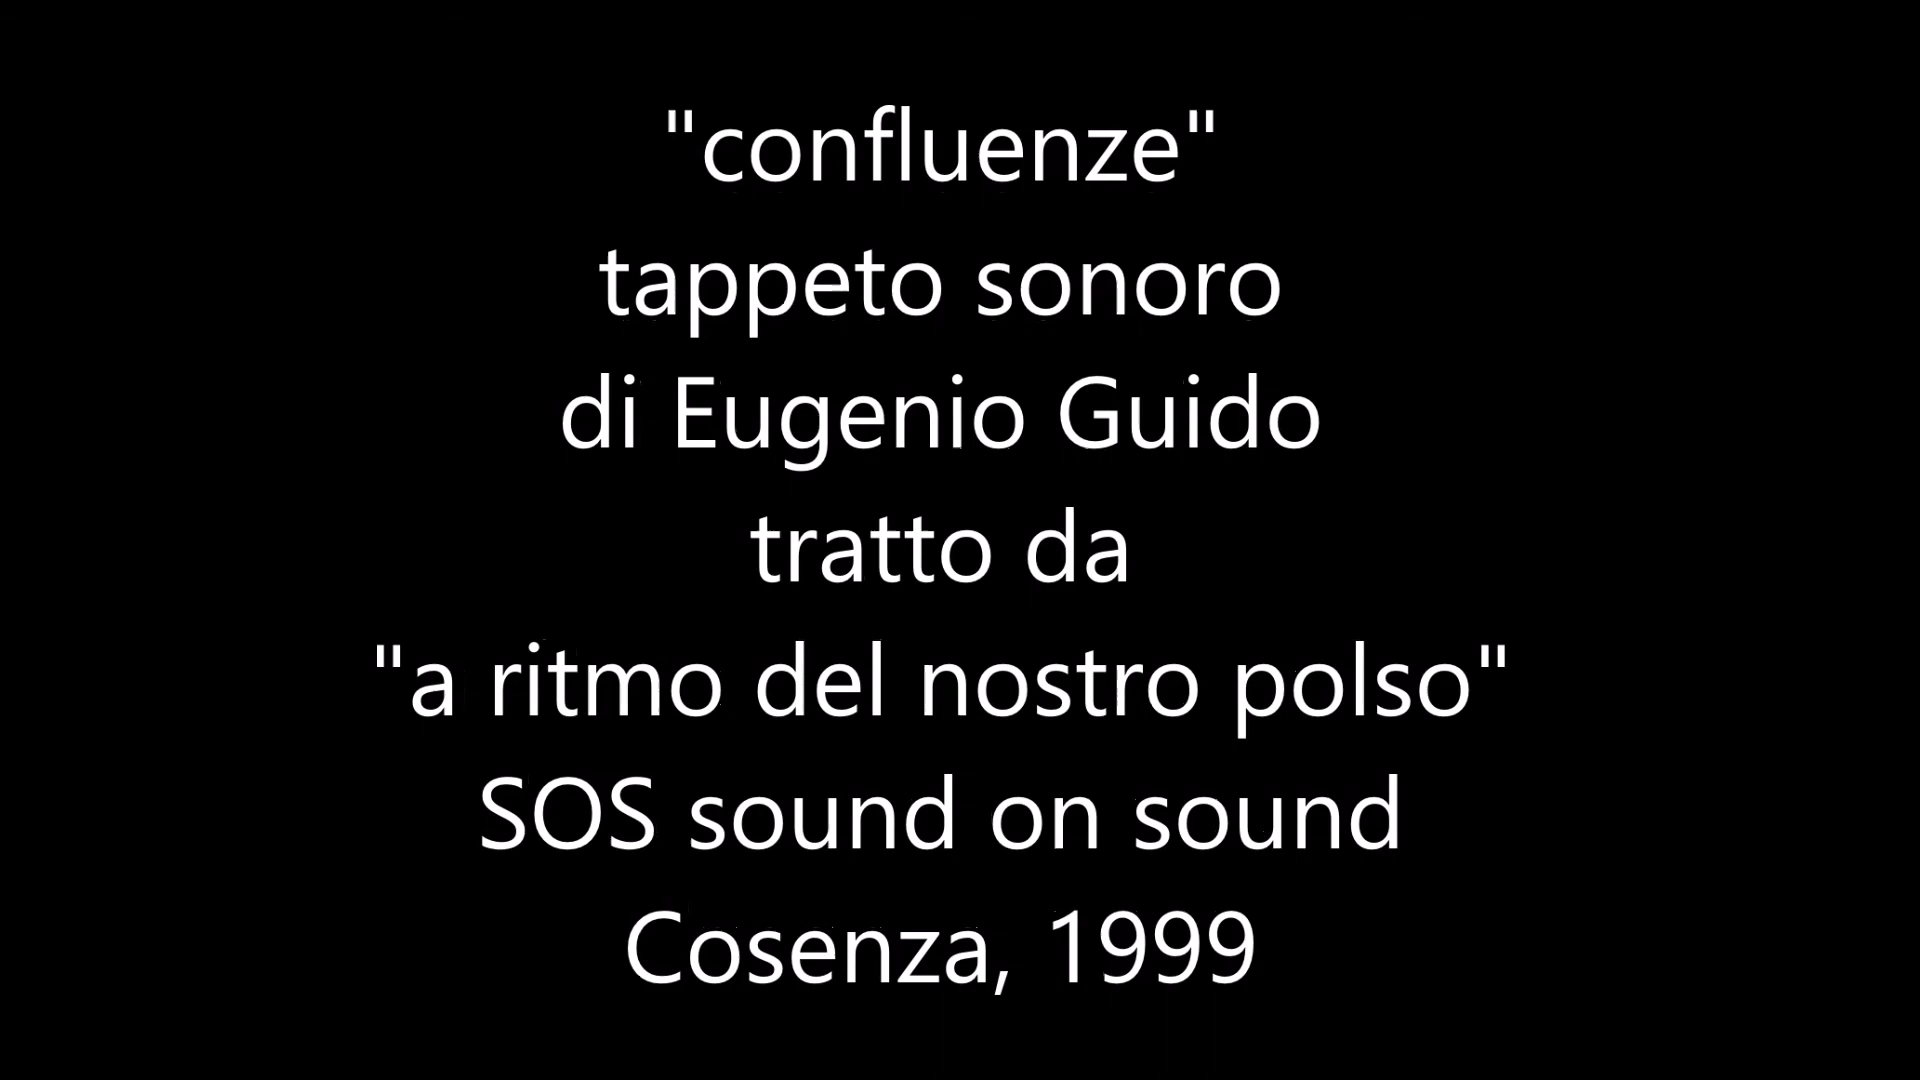 "confluenze"
tappeto sonoro
di Eugenio Guido
tratto da
"a ritmo del nostro polso"
SOS sound on sound
Cosenza, 1999